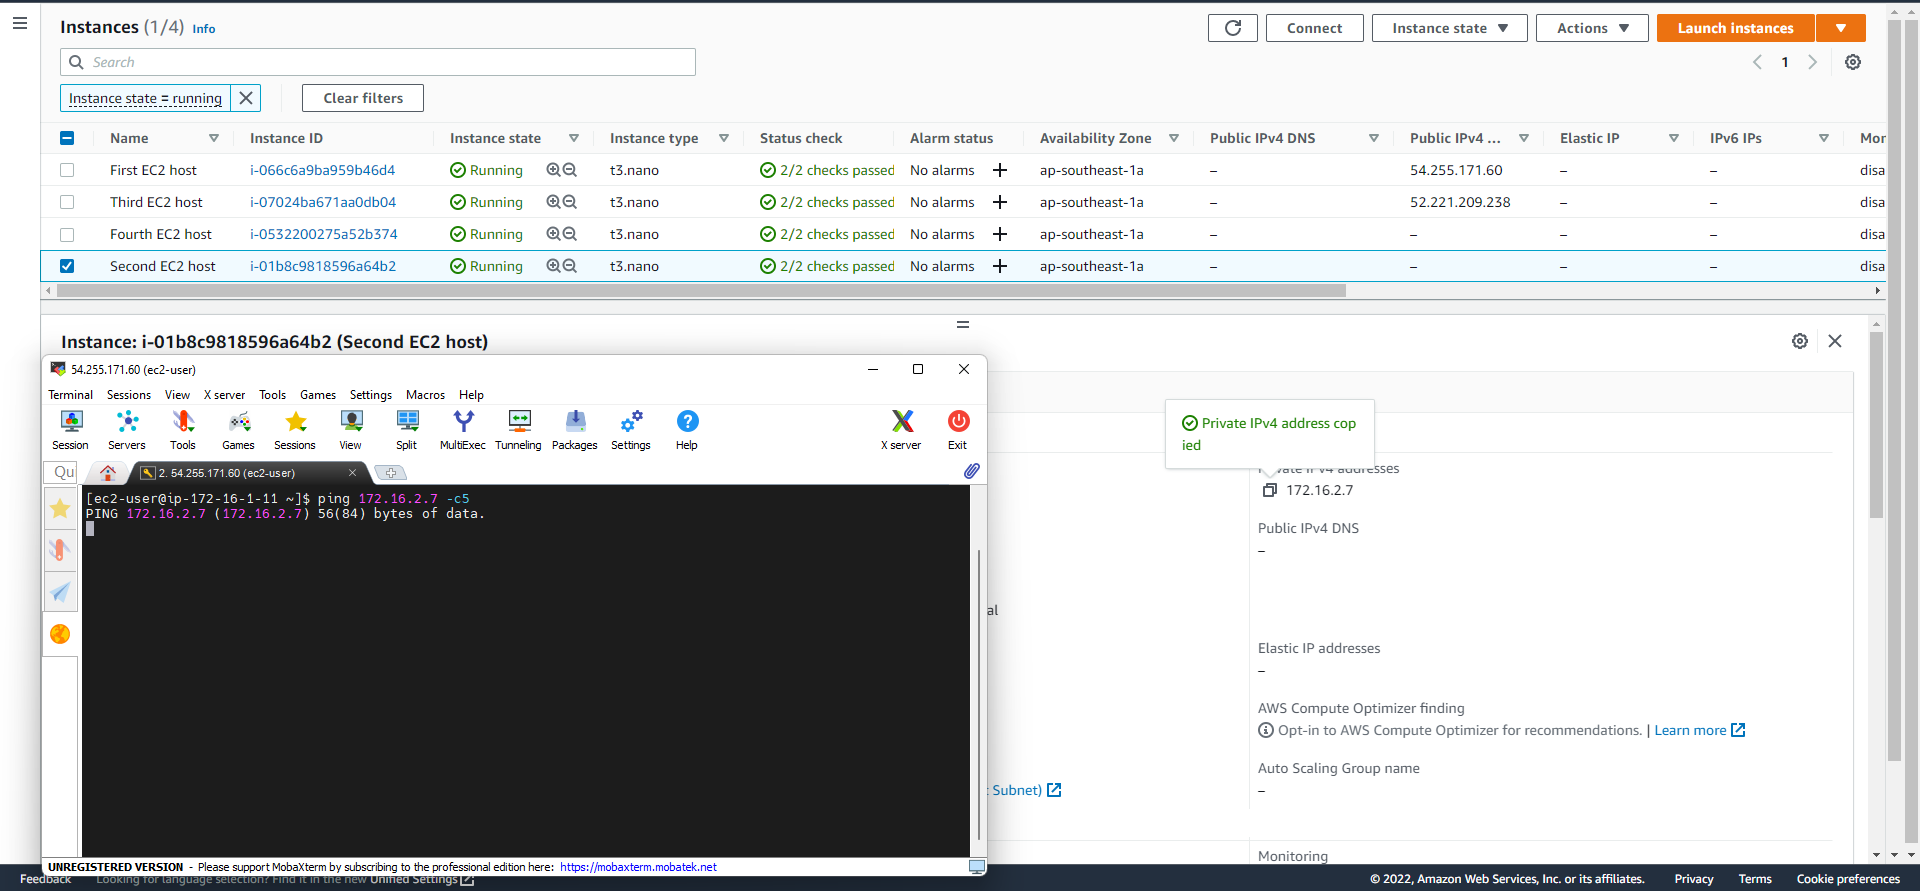 Instances (1/4) Info
Connect
Instance state
Actions
Launch instances
Search
1
Instance state = running
Clear filters
Name Instance ID Instance state Instance type Status check Alarm status Availability Zone Public IPv4 DNS Public IPv4 ... Elastic IP IPv6 IPs Mor
First EC2 host i-066c6a9ba959b46d4 Running t3.nano 2/2 checks passed No alarms + ap-southeast-1a – 54.255.171.60 – – disa
Third EC2 host i-07024ba671aa0db04 Running t3.nano 2/2 checks passed No alarms + ap-southeast-1a – 52.221.209.238 – – disa
Fourth EC2 host i-0532200275a52b374 Running t3.nano 2/2 checks passed No alarms + ap-southeast-1a – – – – disa
Second EC2 host i-01b8c9818596a64b2 Running t3.nano 2/2 checks passed No alarms + ap-southeast-1a – – – – disa
Instance: i-01b8c9818596a64b2 (Second EC2 host)
54.255.171.60 (ec2-user)
Terminal Sessions View X server Tools Games Settings Macros Help
Session Servers Tools Games Sessions View Split MultiExec Tunneling Packages Settings Help X server Exit
Qu
2. 54.255.171.60 (ec2-user)
[ec2-user@ip-172-16-1-11 ~]$ ping 172.16.2.7 -c5
PING 172.16.2.7 (172.16.2.7) 56(84) bytes of data.
UNREGISTERED VERSION - Please support MobaXterm by subscribing to the professional edition here: https://mobaxterm.mobatek.net
Private IPv4 address cop
ied
Private IPv4 addresses
172.16.2.7
Public IPv4 DNS
–
al
Elastic IP addresses
–
AWS Compute Optimizer finding
Opt-in to AWS Compute Optimizer for recommendations. | Learn more
Auto Scaling Group name
t Subnet)
–
Monitoring
Feedback Looking for language selection? Find it in the new Unified Settings
© 2022, Amazon Web Services, Inc. or its affiliates. Privacy Terms Cookie preferences